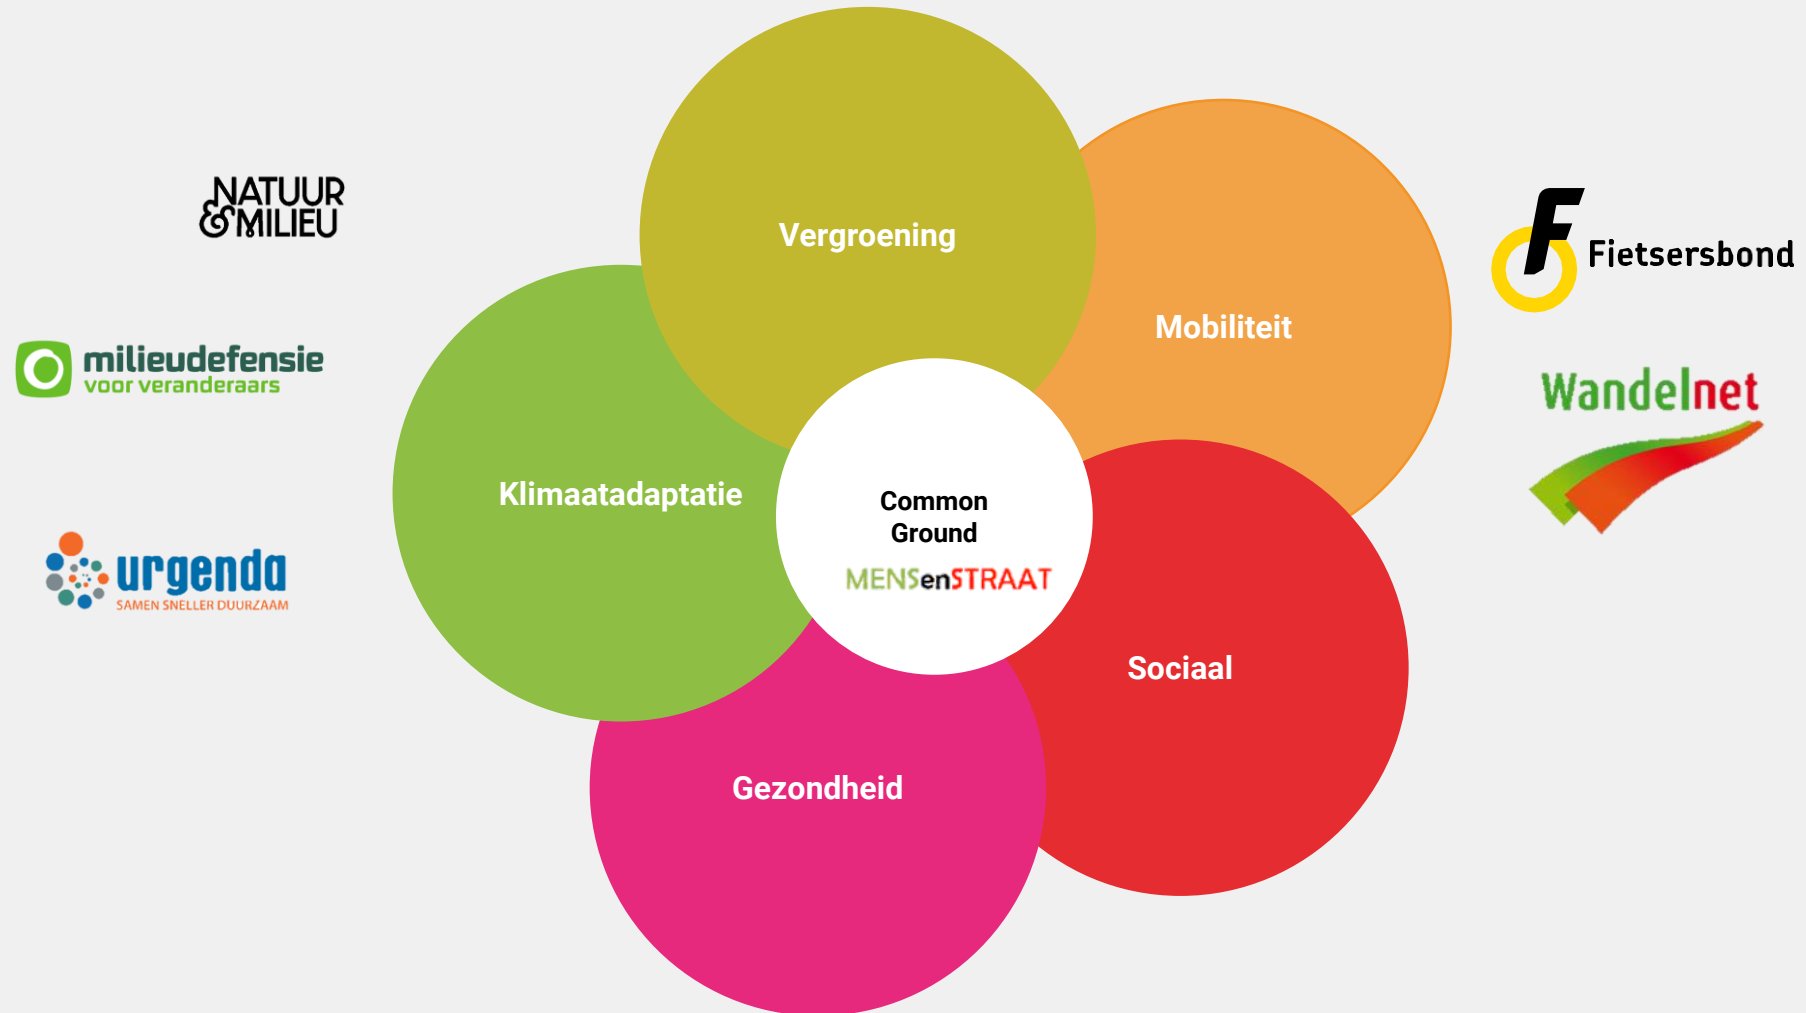 NATUUR
&MILIEU
milieudefensie
voor veranderaars
urgenda
SAMEN SNELLER DUURZAAM
Vergroening
Mobiliteit
Klimaatadaptatie
Common
Ground
MENSenSTRAAT
Sociaal
Gezondheid
Fietsersbond
Wandelnet